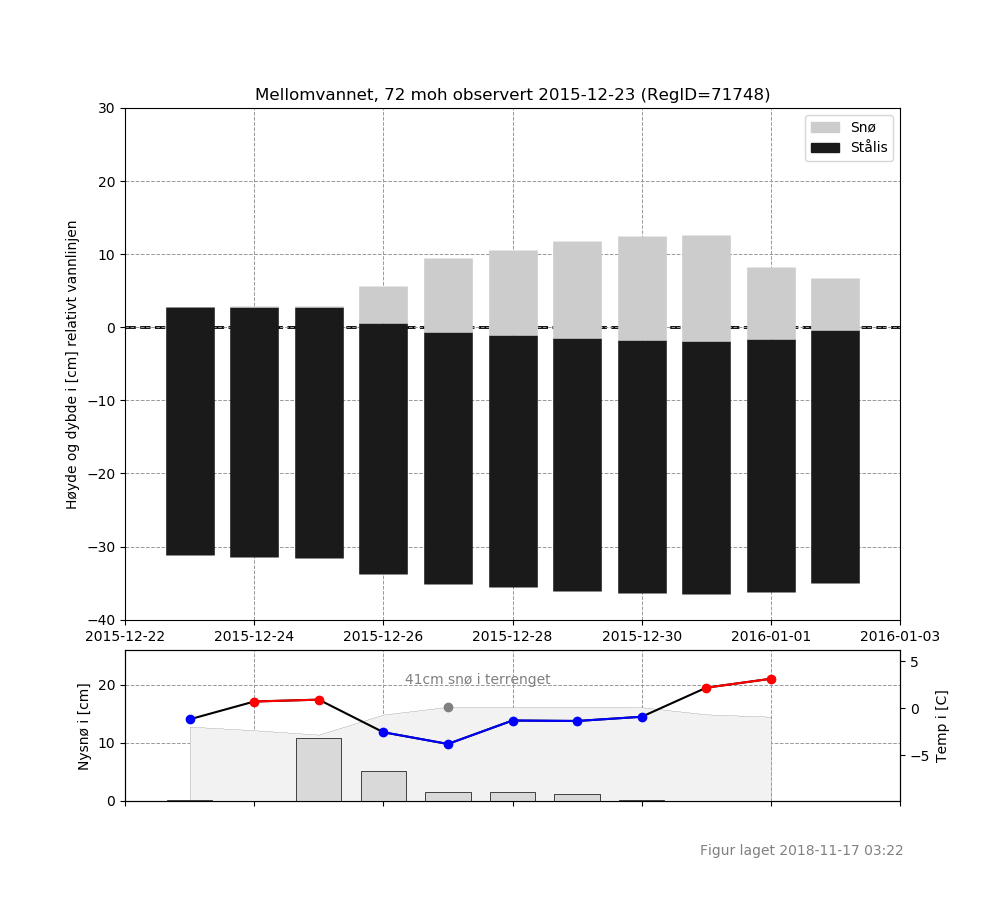 Mellomvannet, 72 moh observert 2015-12-23 (RegID=71748)
30
20
10
0
−10
−20
−30
−40
Høyde og dybde i [cm] relativt vannlinjen
Snø
Stålis
2015-12-22
2015-12-24
2015-12-26
2015-12-28
2015-12-30
2016-01-01
2016-01-03
20
10
0
Nysnø i [cm]
41cm snø i terrenget
5
0
−5
Temp i [C]
Figur laget 2018-11-17 03:22